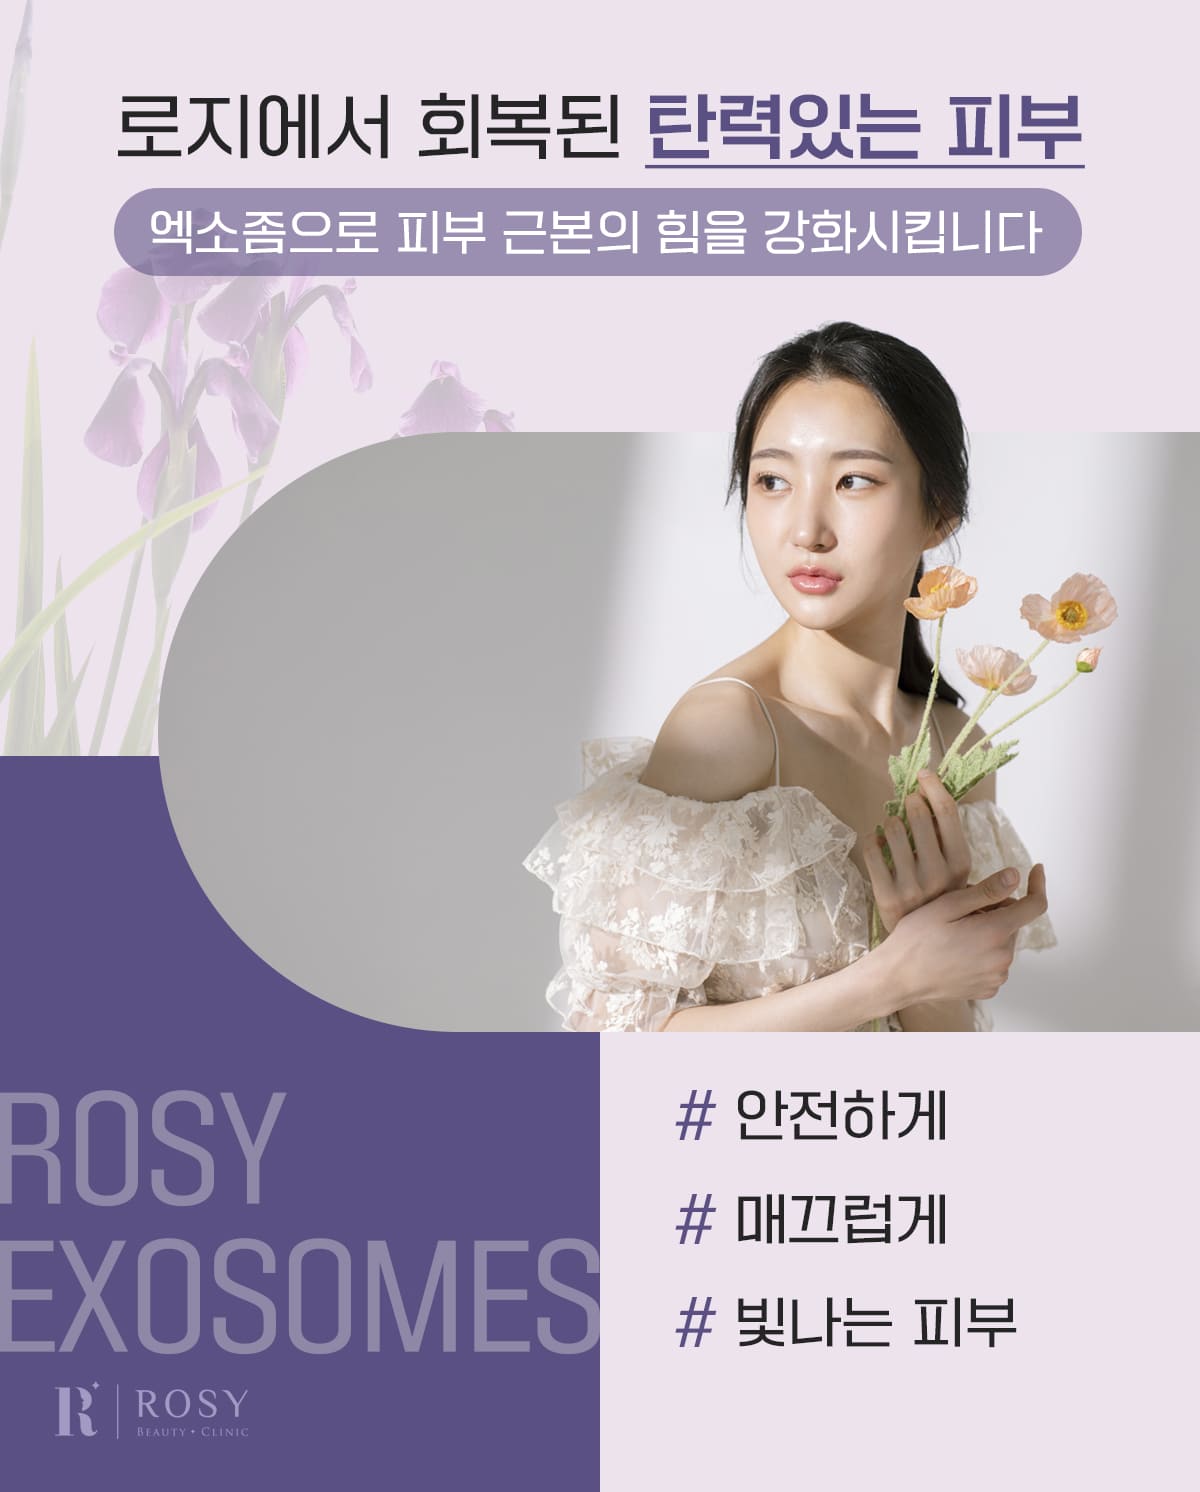 로지에서 회복된 탄력있는 피부
엑소좀으로 피부 근본의 힘을 강화시킵니다
ROSY
EXOSOMES
R | ROSY
BEAUTY + CLINIC
# 안전하게
# 매끄럽게
# 빛나는 피부